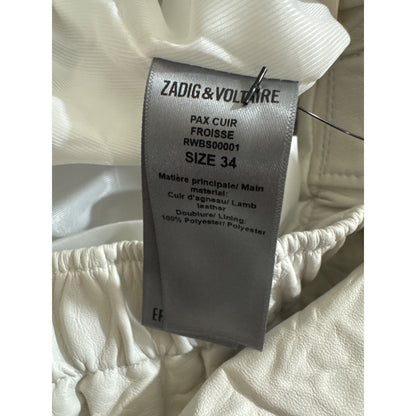 ZADIG & VOLTAIRE
PAX CUIR
FROISSE
RWBS00001
SIZE 34
Matière principale/ Main
material:
Cuir d'agneau/ Lamb
leather
Doublure/ Lining:
100% Polyester/ Polyester